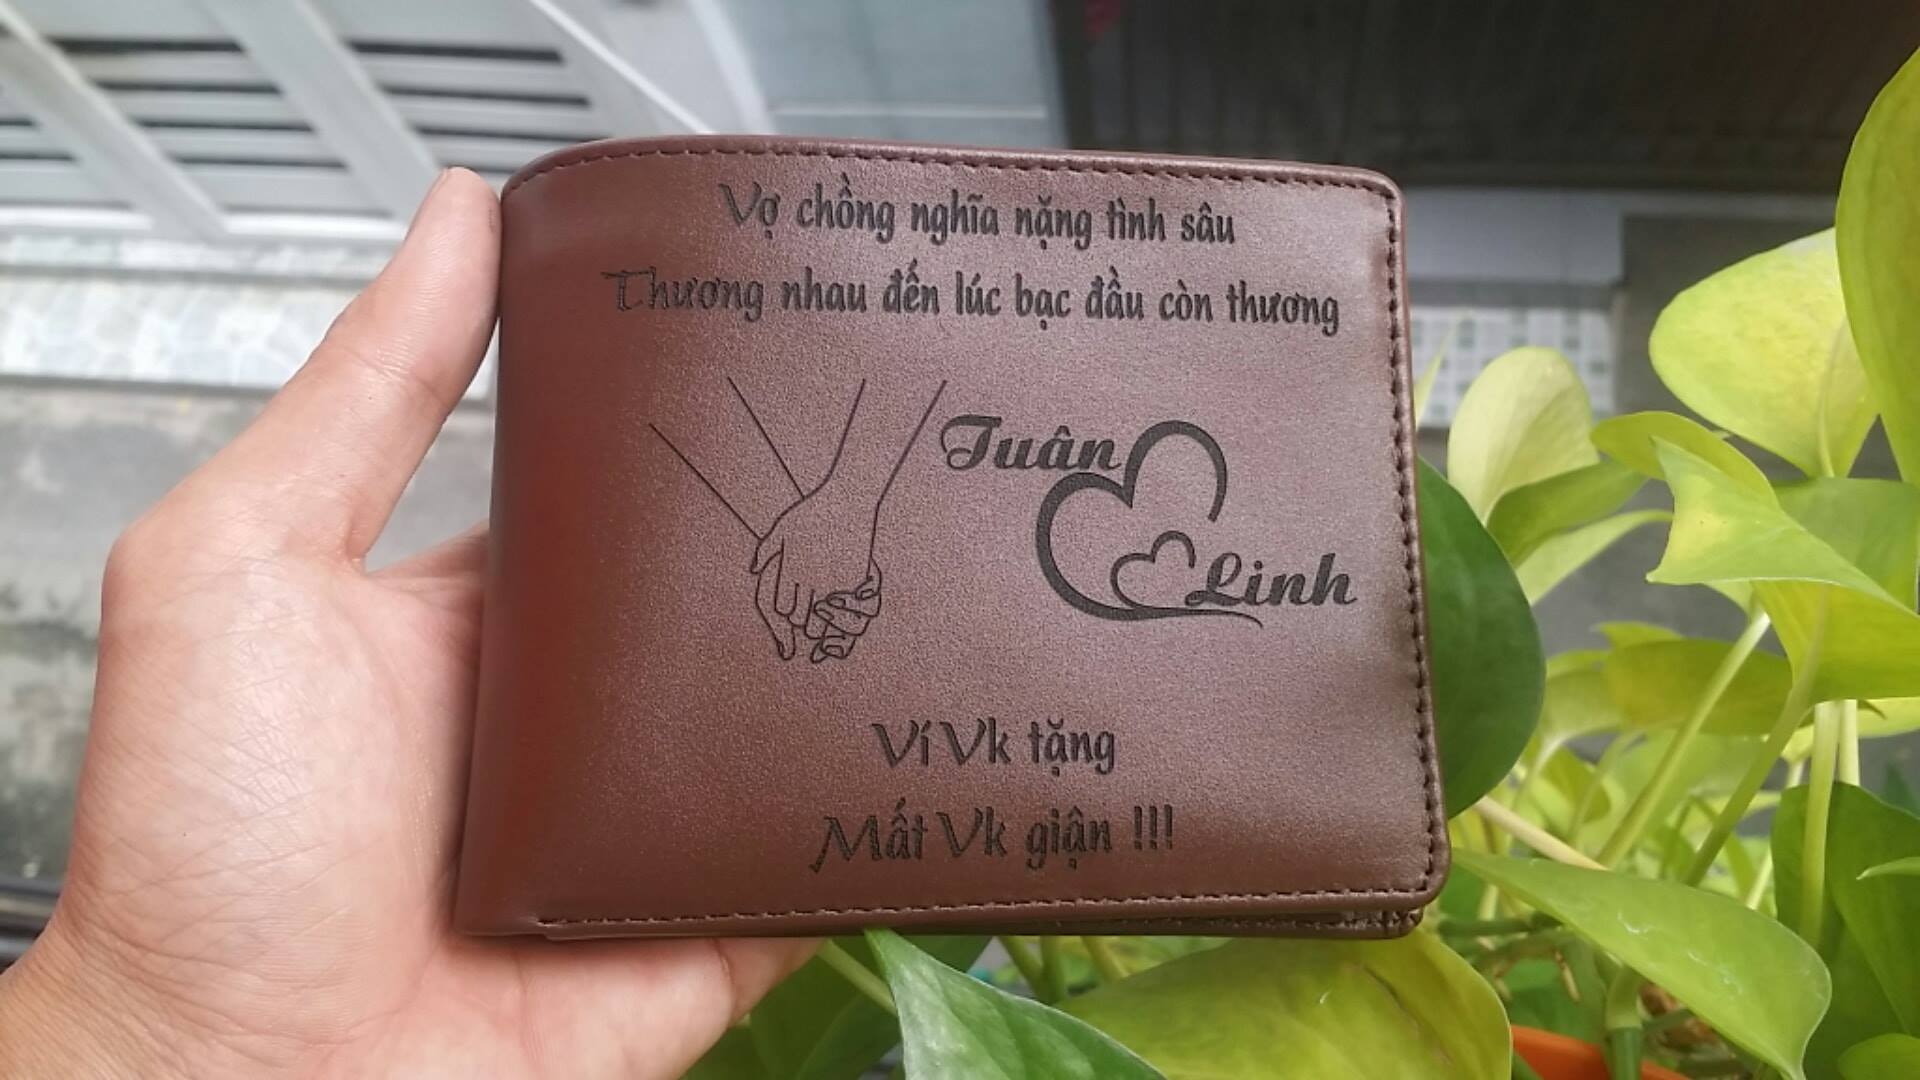 Vợ chồng nghĩa nặng tình sâu
Thương nhau đến lúc bạc đầu còn thương
Tuân
Linh
Ví Vk tặng
Mất Vk giận !!!